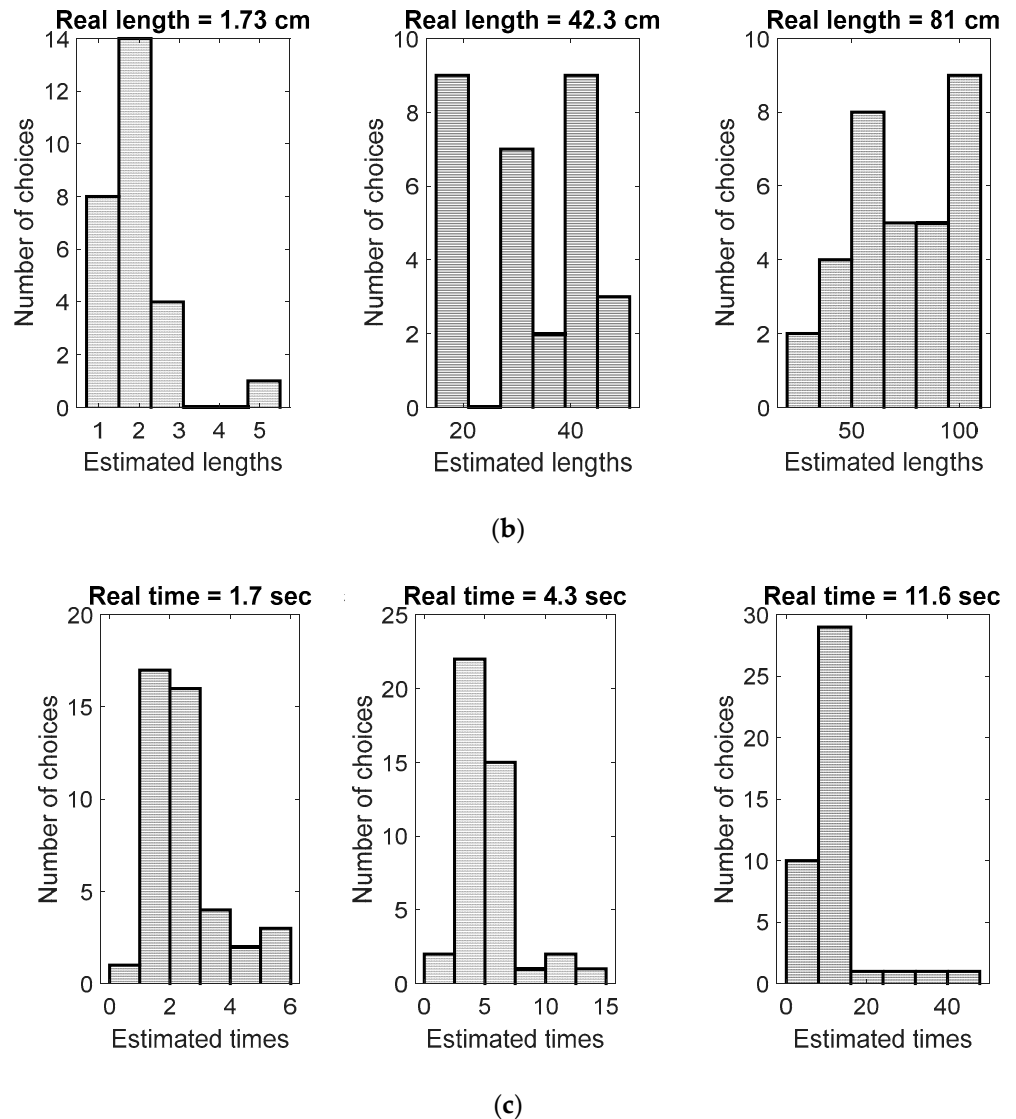 Real length = 1.73 cm
14
12
10
8
6
4
2
0
Number of choices
1 2 3 4 5
Estimated lengths
Real length = 42.3 cm
10
8
6
4
2
0
Number of choices
20 40
Estimated lengths
Real length = 81 cm
10
8
6
4
2
0
Number of choices
50 100
Estimated lengths
(b)
Real time = 1.7 sec
20
15
10
5
0
Number of choices
0 2 4 6
Estimated times
Real time = 4.3 sec
25
20
15
10
5
0
Number of choices
0 5 10 15
Estimated times
Real time = 11.6 sec
30
25
20
15
10
5
0
Number of choices
0 20 40
Estimated times
(c)